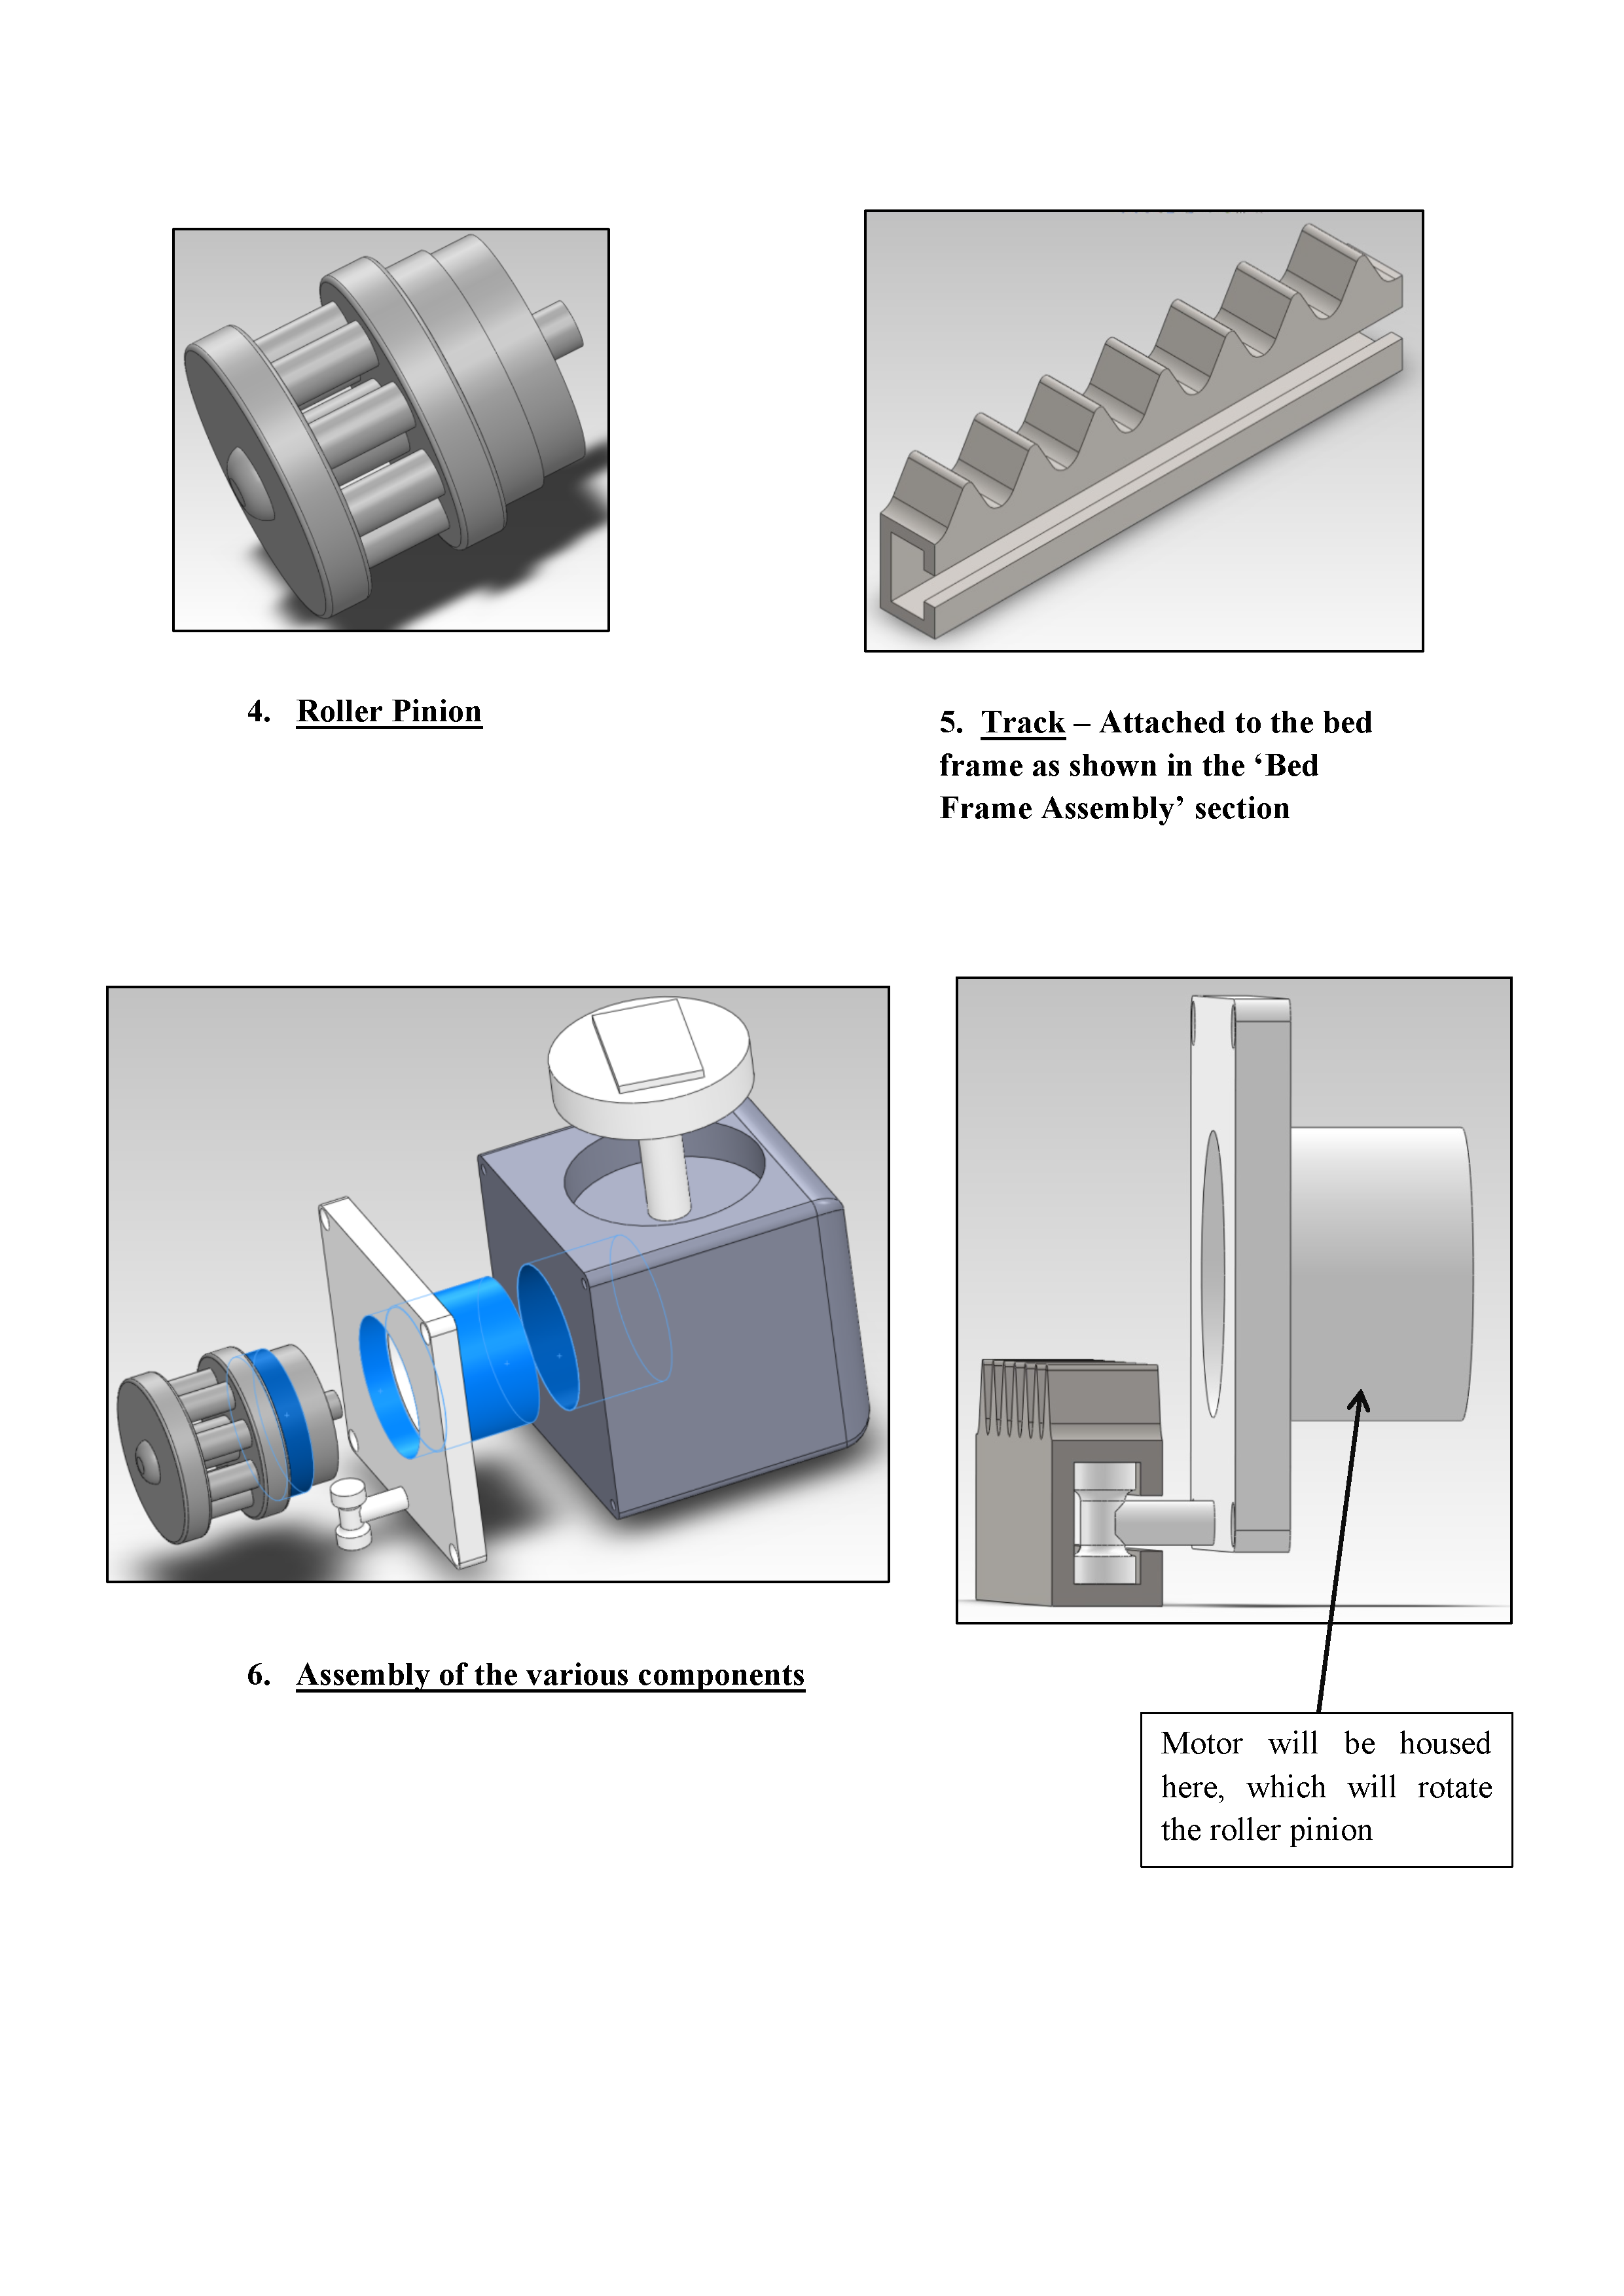 4. Roller Pinion
5. Track – Attached to the bed
frame as shown in the ‘Bed
Frame Assembly’ section
6. Assembly of the various components
Motor will be housed
here, which will rotate
the roller pinion